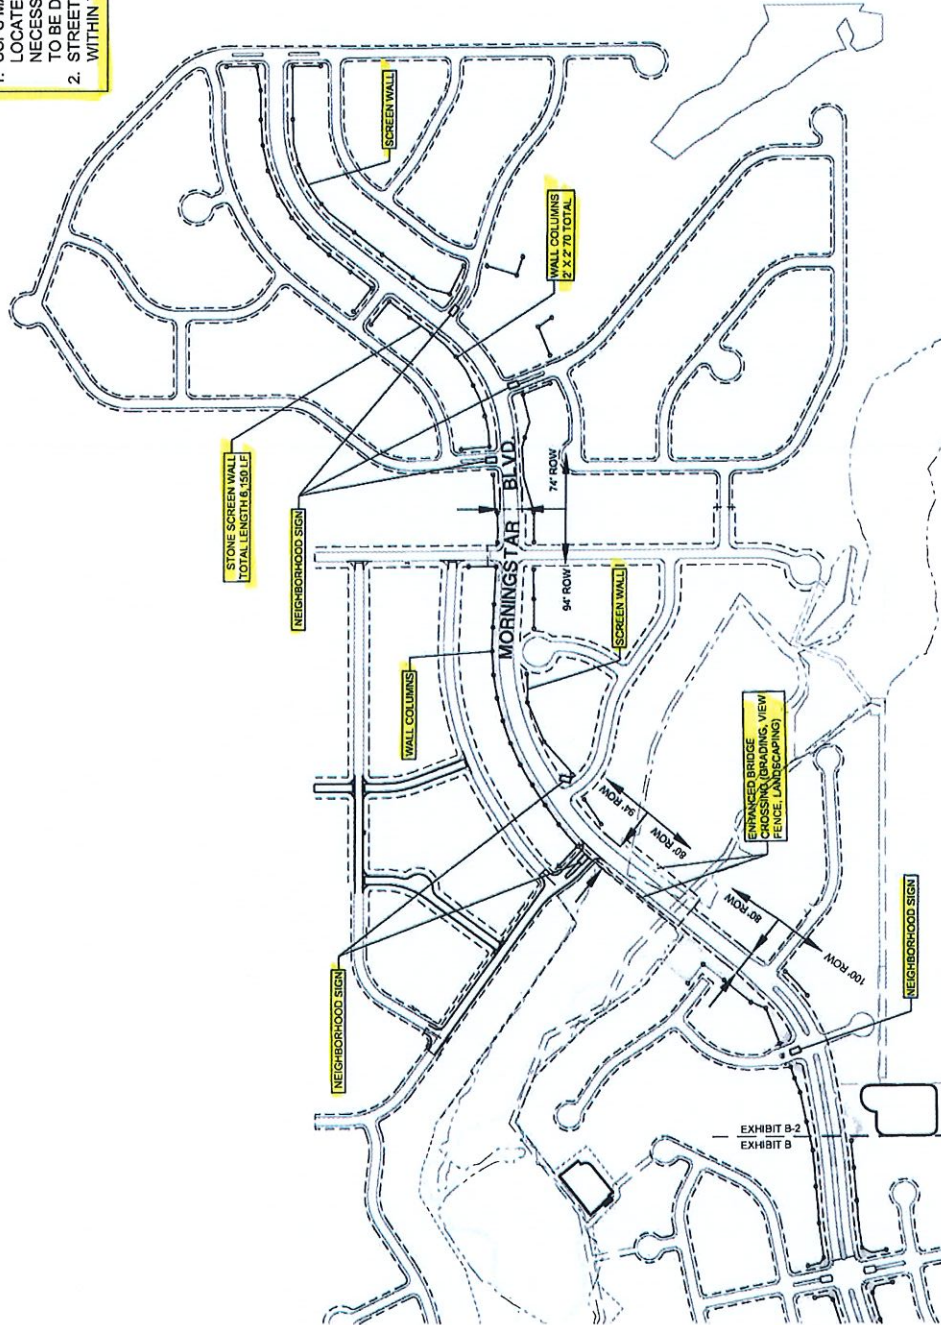 LOCATE
NECESS
TO BE D
2. STREET
WITHIN
SCREEN WALL
WALL COLUMNS
2' X 2' 70 TOTAL
STONE SCREEN WALL
TOTAL LENGTH 6,150 LF
NEIGHBORHOOD SIGN
MORNINGSTAR BLVD.
74' ROW
94' ROW
SCREEN WALL
WALL COLUMNS
ENHANCED BRIDGE
CROSSING (GRADING, VIEW
FENCE, LANDSCAPING)
94' ROW
80' ROW
80' ROW
100' ROW
NEIGHBORHOOD SIGN
NEIGHBORHOOD SIGN
EXHIBIT B-2
EXHIBIT B